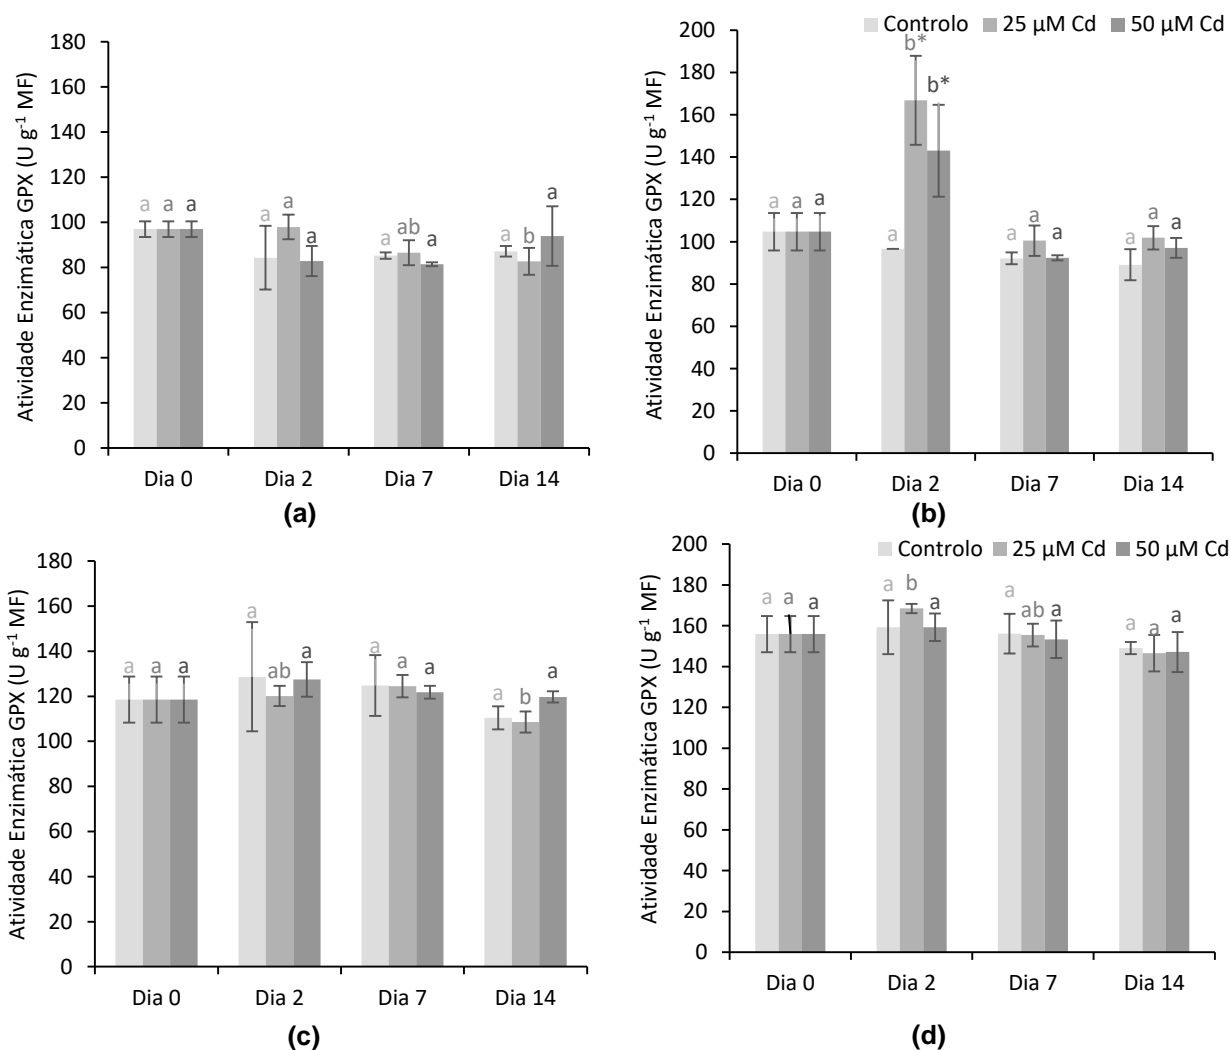 Atividade Enzimática GPX (U g⁻¹ MF)
180
160
140
120
100
80
60
40
20
0
a a a
a a a
a ab a
a b a
Dia 0 Dia 2 Dia 7 Dia 14
(a)
Controlo 25 µM Cd 50 µM Cd
Atividade Enzimática GPX (U g⁻¹ MF)
200
180
160
140
120
100
80
60
40
20
0
a a a
a b* b*
a a a
a a a
Dia 0 Dia 2 Dia 7 Dia 14
(b)
Atividade Enzimática GPX (U g⁻¹ MF)
180
160
140
120
100
80
60
40
20
0
a a a
a ab a
a a a
a b a
Dia 0 Dia 2 Dia 7 Dia 14
(c)
Controlo 25 µM Cd 50 µM Cd
Atividade Enzimática GPX (U g⁻¹ MF)
200
180
160
140
120
100
80
60
40
20
0
a a a
a b a
a ab a
a a a
Dia 0 Dia 2 Dia 7 Dia 14
(d)